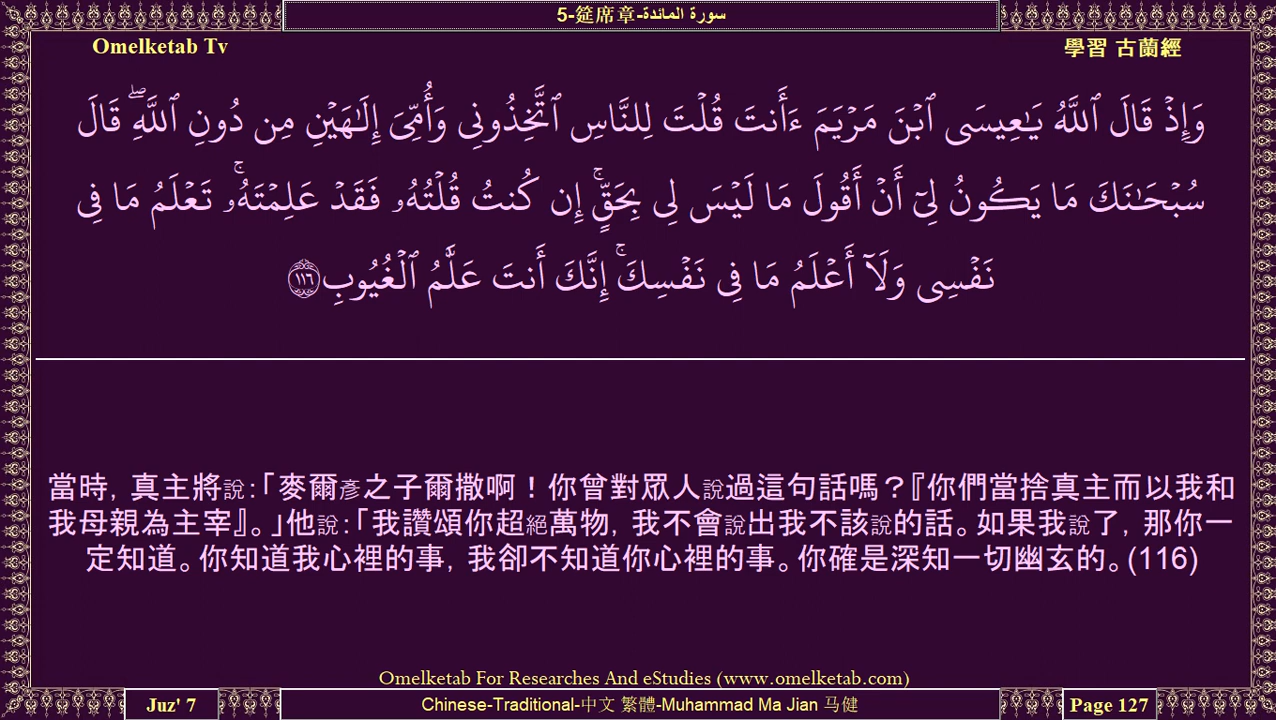 5-筵席章-سورة المائدة
Omelketab Tv
學習 古蘭經
وَإِذۡ قَالَ ٱللَّهُ يَـٰعِيسَى ٱبۡنَ مَرۡيَمَ ءَأَنتَ قُلۡتَ لِلنَّاسِ ٱتَّخِذُونِى وَأُمِّىَ إِلَـٰهَيۡنِ مِن دُونِ ٱللَّهِۖ قَالَ
سُبۡحَـٰنَكَ مَا يَكُونُ لِىٓ أَنۡ أَقُولَ مَا لَيۡسَ لِى بِحَقٍّۚ إِن كُنتُ قُلۡتُهُۥ فَقَدۡ عَلِمۡتَهُۥۚ تَعۡلَمُ مَا فِى
نَفۡسِى وَلَآ أَعۡلَمُ مَا فِى نَفۡسِكَۚ إِنَّكَ أَنتَ عَلَّـٰمُ ٱلۡغُيُوبِ ١١٦
當時，真主將說：「麥爾彥之子爾撒啊！你曾對眾人說過這句話嗎？『你們當捨真主而以我和
我母親為主宰』。」他說：「我讚頌你超絕萬物，我不會說出我不該說的話。如果我說了，那你一
定知道。你知道我心裡的事，我卻不知道你心裡的事。你確是深知一切幽玄的。(116)
Omelketab For Researches And eStudies (www.omelketab.com)
Juz' 7
Chinese-Traditional-中文 繁體-Muhammad Ma Jian 马健
Page 127